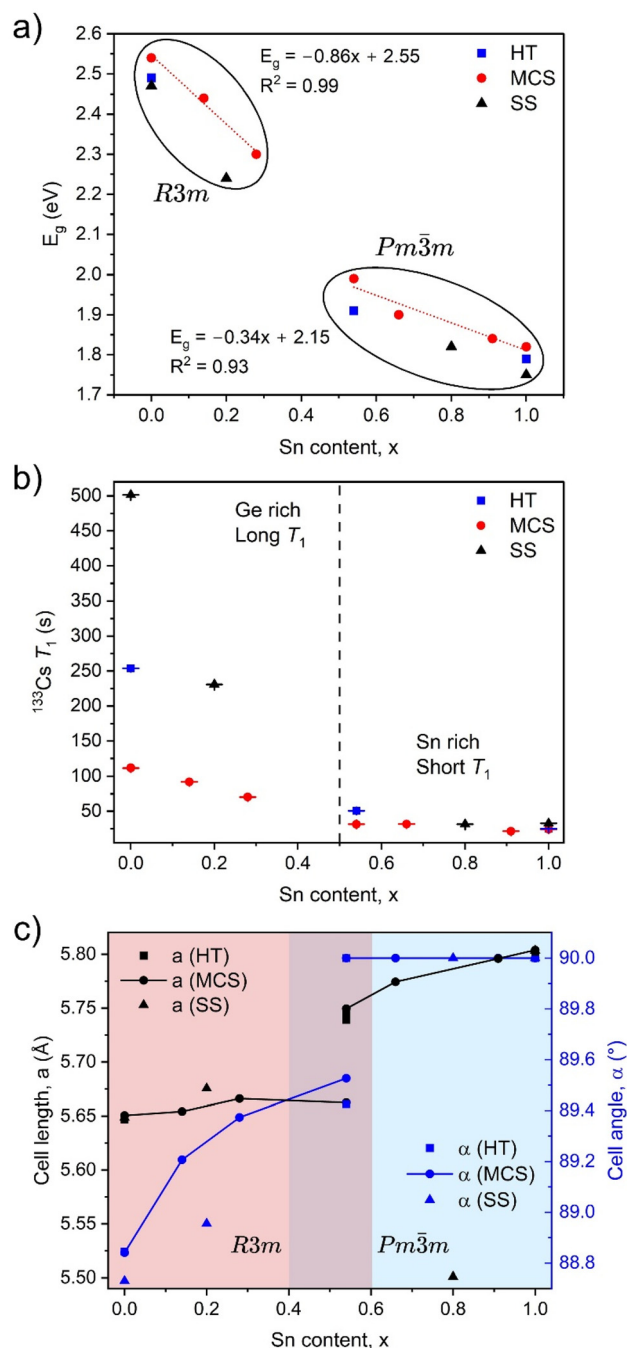 a)
2.6
2.5
2.4
2.3
2.2
2.1
2.0
1.9
1.8
1.7
E_g (eV)
E_g = −0.86x + 2.55
R² = 0.99
HT
MCS
SS
R3m
Pm3̄m
E_g = −0.34x + 2.15
R² = 0.93
0.0 0.2 0.4 0.6 0.8 1.0
Sn content, x
b)
500
450
400
350
300
250
200
150
100
50
¹³³Cs T₁ (s)
Ge rich
Long T₁
HT
MCS
SS
Sn rich
Short T₁
0.0 0.2 0.4 0.6 0.8 1.0
Sn content, x
c)
5.80
5.75
5.70
5.65
5.60
5.55
5.50
Cell length, a (Å)
a (HT)
a (MCS)
a (SS)
90.0
89.8
89.6
89.4
89.2
89.0
88.8
Cell angle, α (°)
α (HT)
α (MCS)
α (SS)
R3m
Pm3̄m
0.0 0.2 0.4 0.6 0.8 1.0
Sn content, x